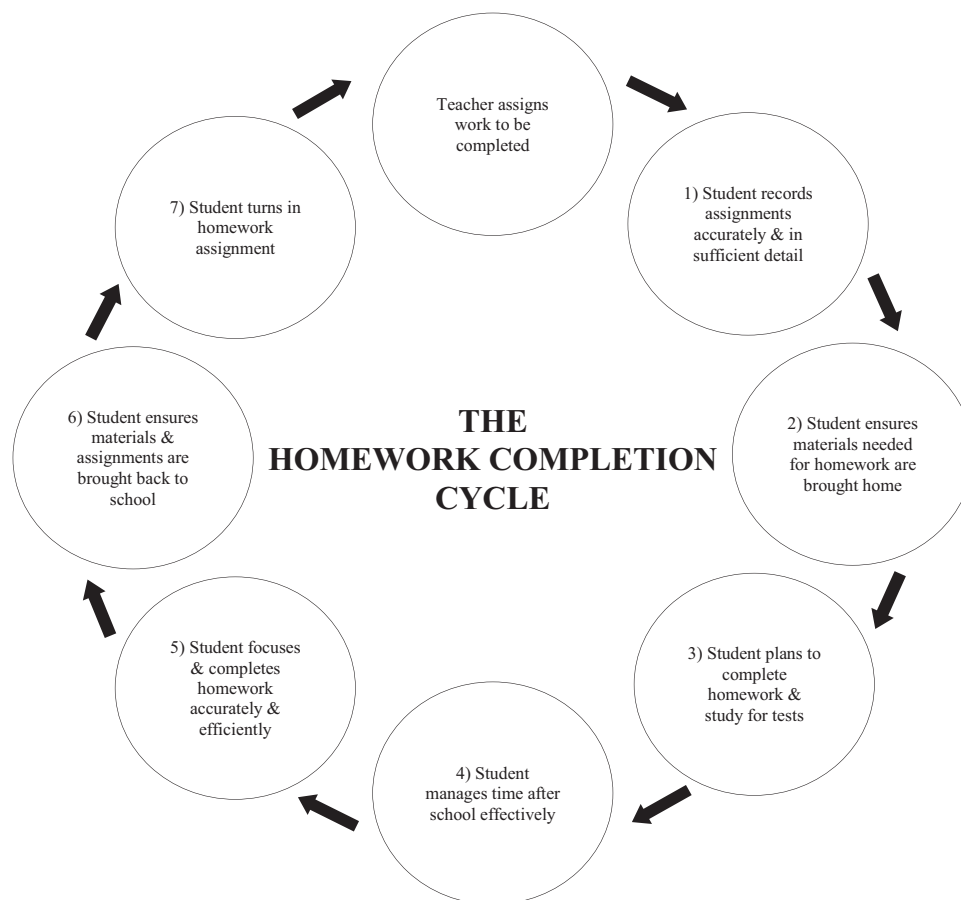 Teacher assigns
work to be
completed
1) Student records
assignments
accurately & in
sufficient detail
2) Student ensures
materials needed
for homework are
brought home
3) Student plans to
complete
homework &
study for tests
4) Student
manages time after
school effectively
5) Student focuses
& completes
homework
accurately &
efficiently
6) Student ensures
materials &
assignments are
brought back to
school
7) Student turns in
homework
assignment
THE
HOMEWORK COMPLETION
CYCLE